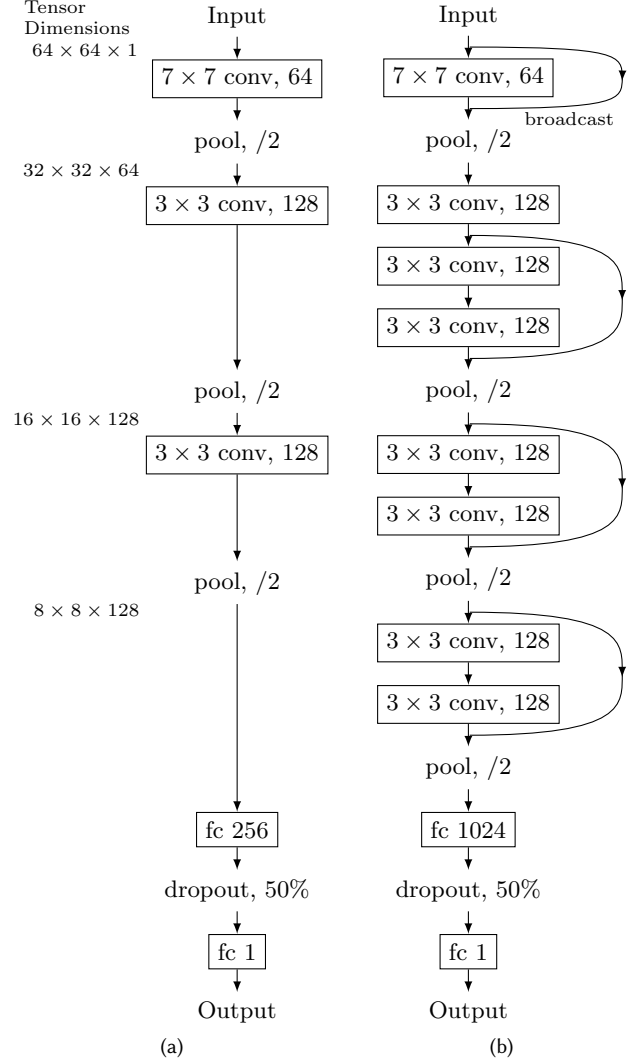 Tensor
Dimensions
64 × 64 × 1
Input
7 × 7 conv, 64
pool, /2
32 × 32 × 64
3 × 3 conv, 128
pool, /2
16 × 16 × 128
3 × 3 conv, 128
pool, /2
8 × 8 × 128
fc 256
dropout, 50%
fc 1
Output
(a)
Input
7 × 7 conv, 64
broadcast
pool, /2
3 × 3 conv, 128
3 × 3 conv, 128
3 × 3 conv, 128
pool, /2
3 × 3 conv, 128
3 × 3 conv, 128
pool, /2
3 × 3 conv, 128
3 × 3 conv, 128
pool, /2
fc 1024
dropout, 50%
fc 1
Output
(b)